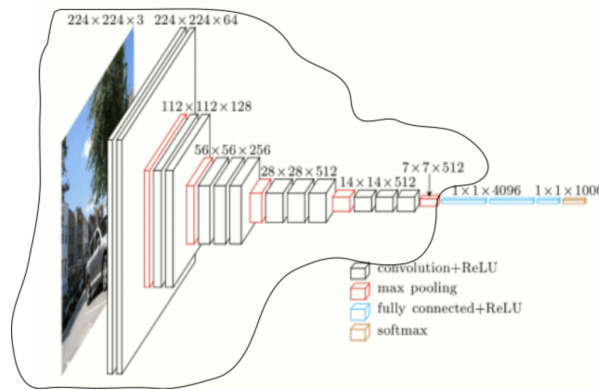 224×224×3 224×224×64
112×112×128
56×56×256
28×28×512
14×14×512
7×7×512
1×1×4096 1×1×1000
convolution+ReLU
max pooling
fully connected+ReLU
softmax